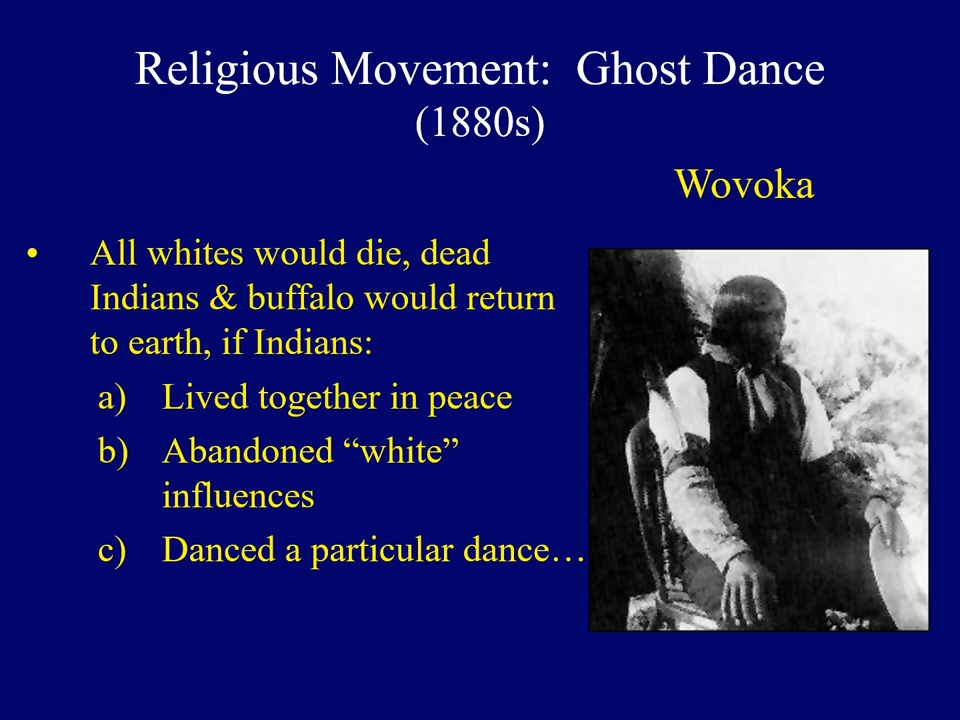 Religious Movement: Ghost Dance
(1880s)
Wovoka
• All whites would die, dead
Indians & buffalo would return
to earth, if Indians:
a) Lived together in peace
b) Abandoned “white”
influences
c) Danced a particular dance…